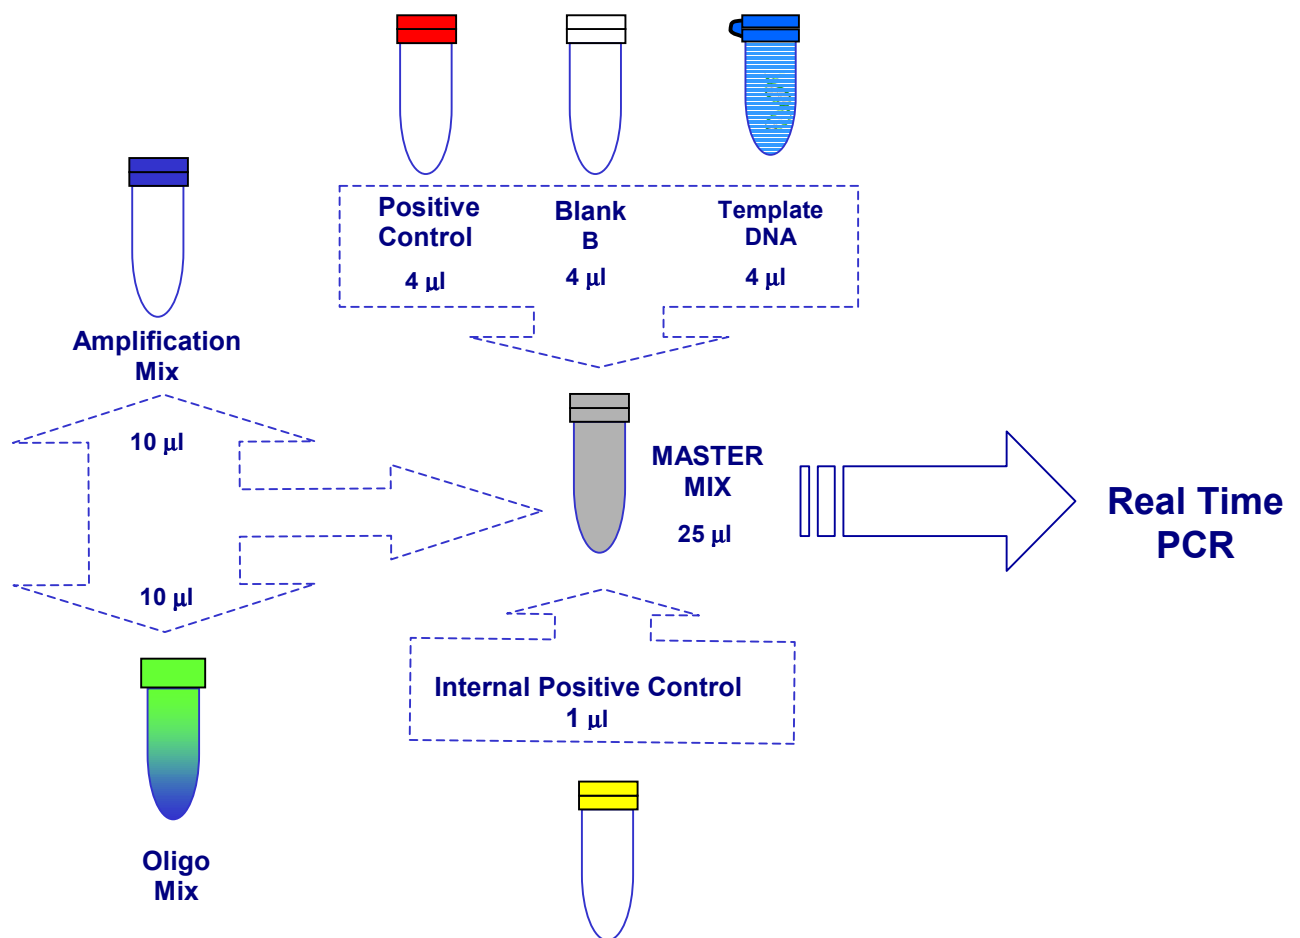 Positive
Control
4 µl
Blank
B
4 µl
Template
DNA
4 µl
Amplification
Mix
10 µl
MASTER
MIX
25 µl
Real Time
PCR
10 µl
Internal Positive Control
1 µl
Oligo
Mix